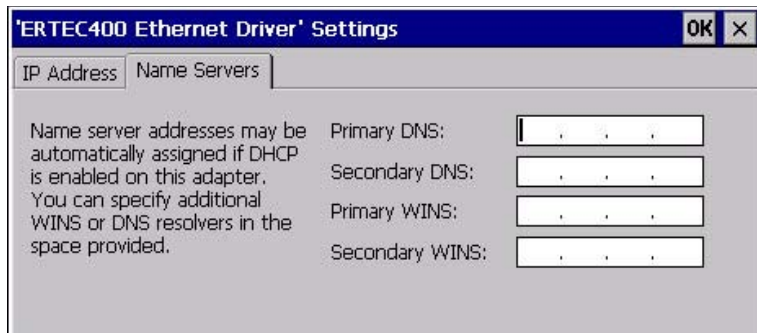 'ERTEC400 Ethernet Driver' Settings OK ×
IP Address Name Servers
Name server addresses may be
automatically assigned if DHCP
is enabled on this adapter.
You can specify additional
WINS or DNS resolvers in the
space provided.
Primary DNS: . . .
Secondary DNS: . . .
Primary WINS: . . .
Secondary WINS: . . .